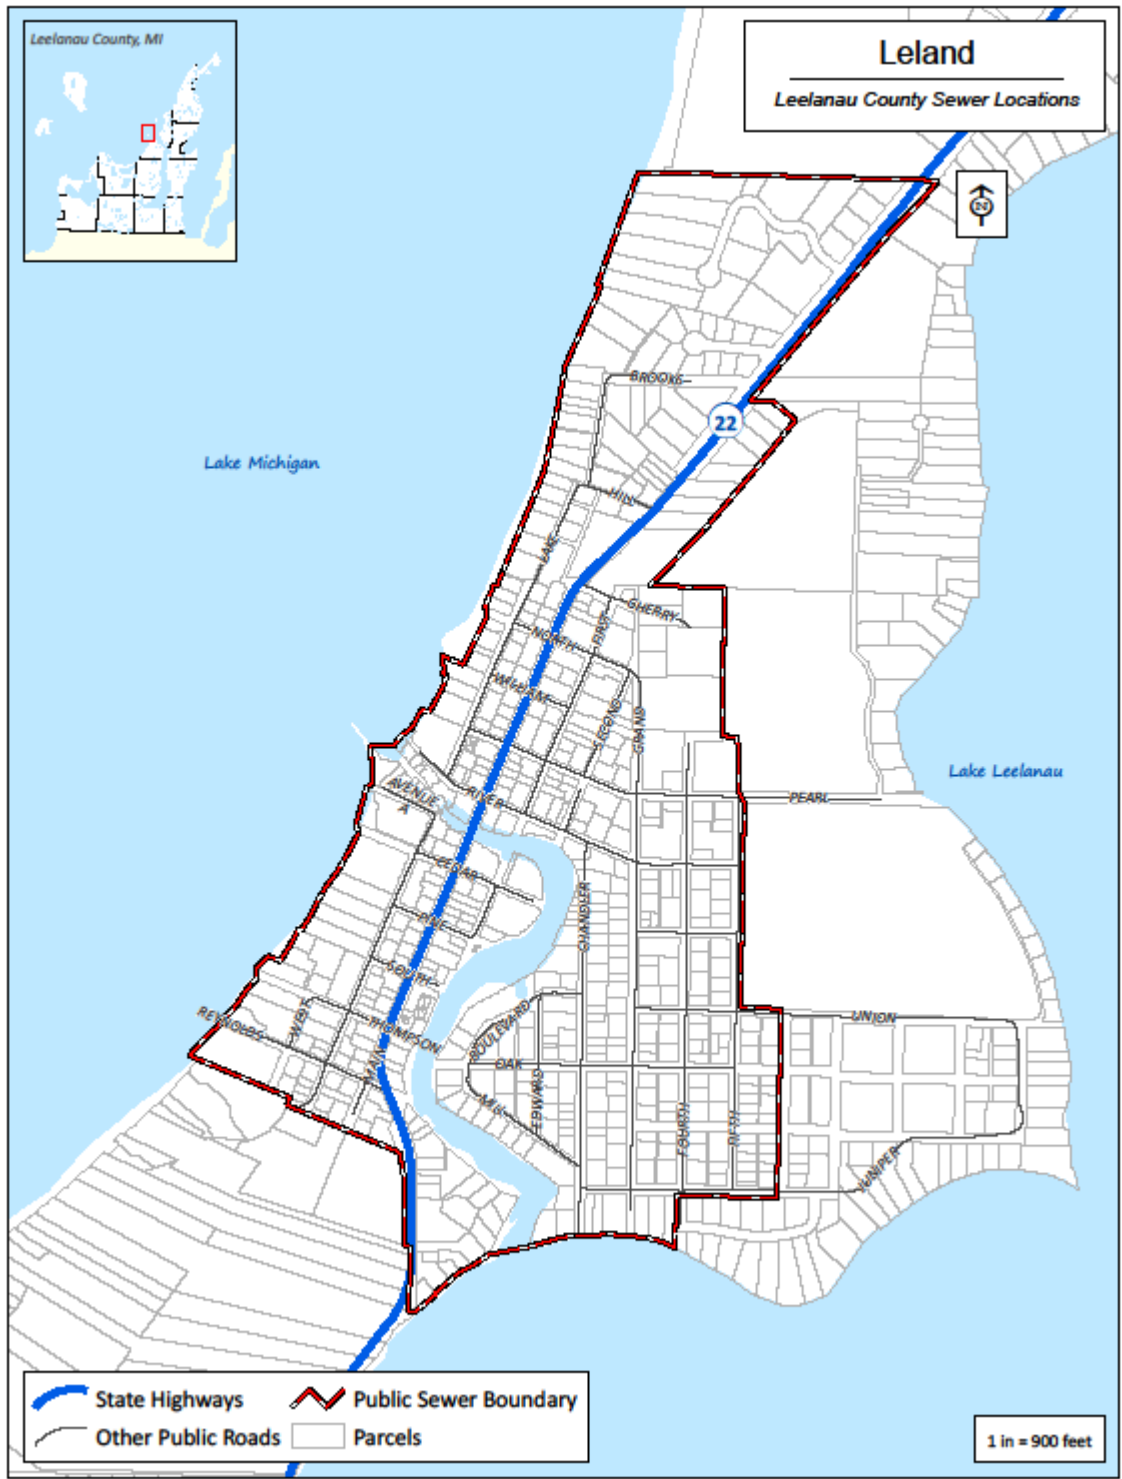 Leelanau County, MI
Leland
Leelanau County Sewer Locations
N
BROOKS
22
Lake Michigan
HILL
LAKE
CHERRY
FIRST
NORTH
WILLIAM
SECOND
GRAND
Lake Leelanau
AVENUE
A
RIVER
PEARL
CEDAR
CHANDLER
PINE
SOUTH
REYNOLDS
WEST
THOMPSON
BOULEVARD
UNION
MAIN
OAK
MILL
EDWARD
FOURTH
FIFTH
JUNIPER
State Highways
Public Sewer Boundary
Other Public Roads
Parcels
1 in = 900 feet